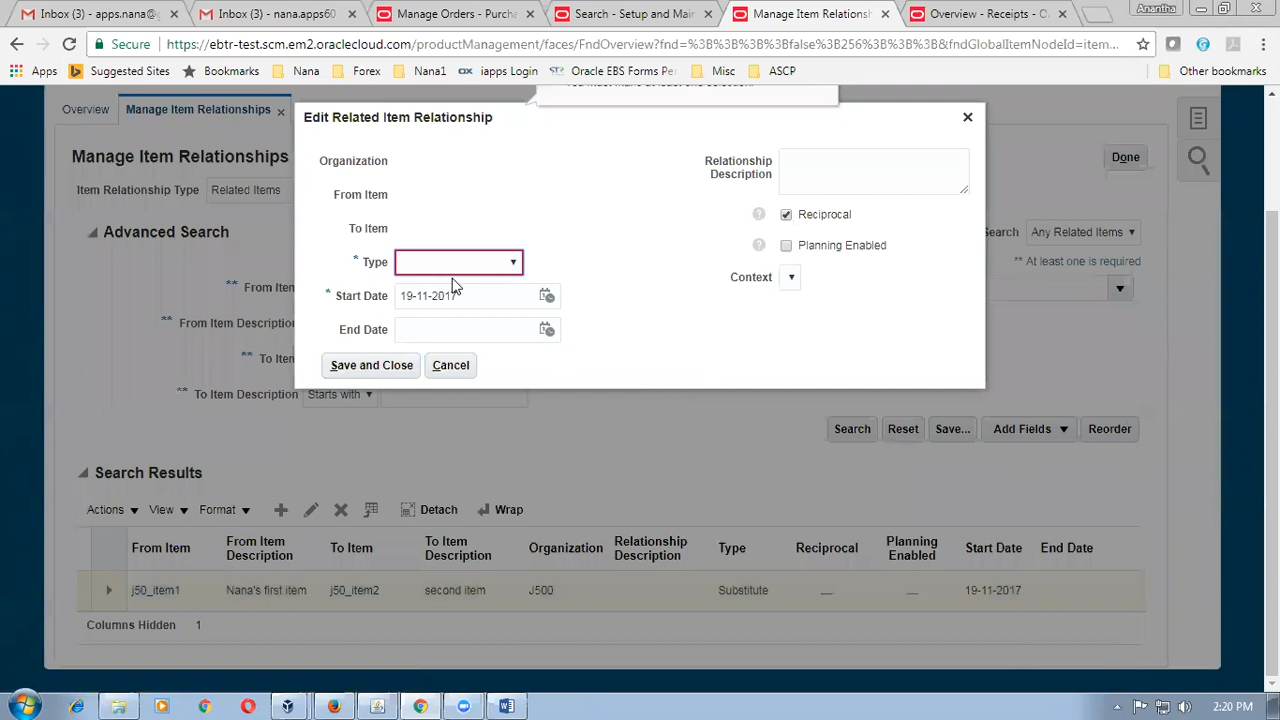 Inbox (3) - appsnana@g
Inbox (3) - nana.apps60
Manage Orders - Purcha
Search - Setup and Main
Manage Item Relationsh
Overview - Receipts - O
Anantha
Secure
https://ebtr-test.scm.em2.oraclecloud.com/productManagement/faces/FndOverview?fnd=%3B%3B%3B%3Bfalse%3B256%3B%3B%3B&fndGlobalItemNodeId=item...
Apps
Suggested Sites
Bookmarks
Nana
Forex
Nana1
iapps Login
Oracle EBS Forms Per
Misc
ASCP
Other bookmarks
Overview
Manage Item Relationships
Edit Related Item Relationship
Manage Item Relationships
Done
Item Relationship Type
Related Items
Organization
From Item
To Item
* Type
* Start Date
19-11-2017
End Date
Save and Close
Cancel
Relationship
Description
Reciprocal
Planning Enabled
Context
Advanced Search
Search
Any Related Items
** At least one is required
** From Item
** From Item Description
** To Item
** To Item Description
Starts with
Search
Reset
Save...
Add Fields
Reorder
Search Results
Actions
View
Format
Detach
Wrap
From Item
From Item
Description
To Item
To Item
Description
Organization
Relationship
Description
Type
Reciprocal
Planning
Enabled
Start Date
End Date
j50_item1
Nana's first item
j50_item2
second item
J500
Substitute
19-11-2017
Columns Hidden
1
2:20 PM